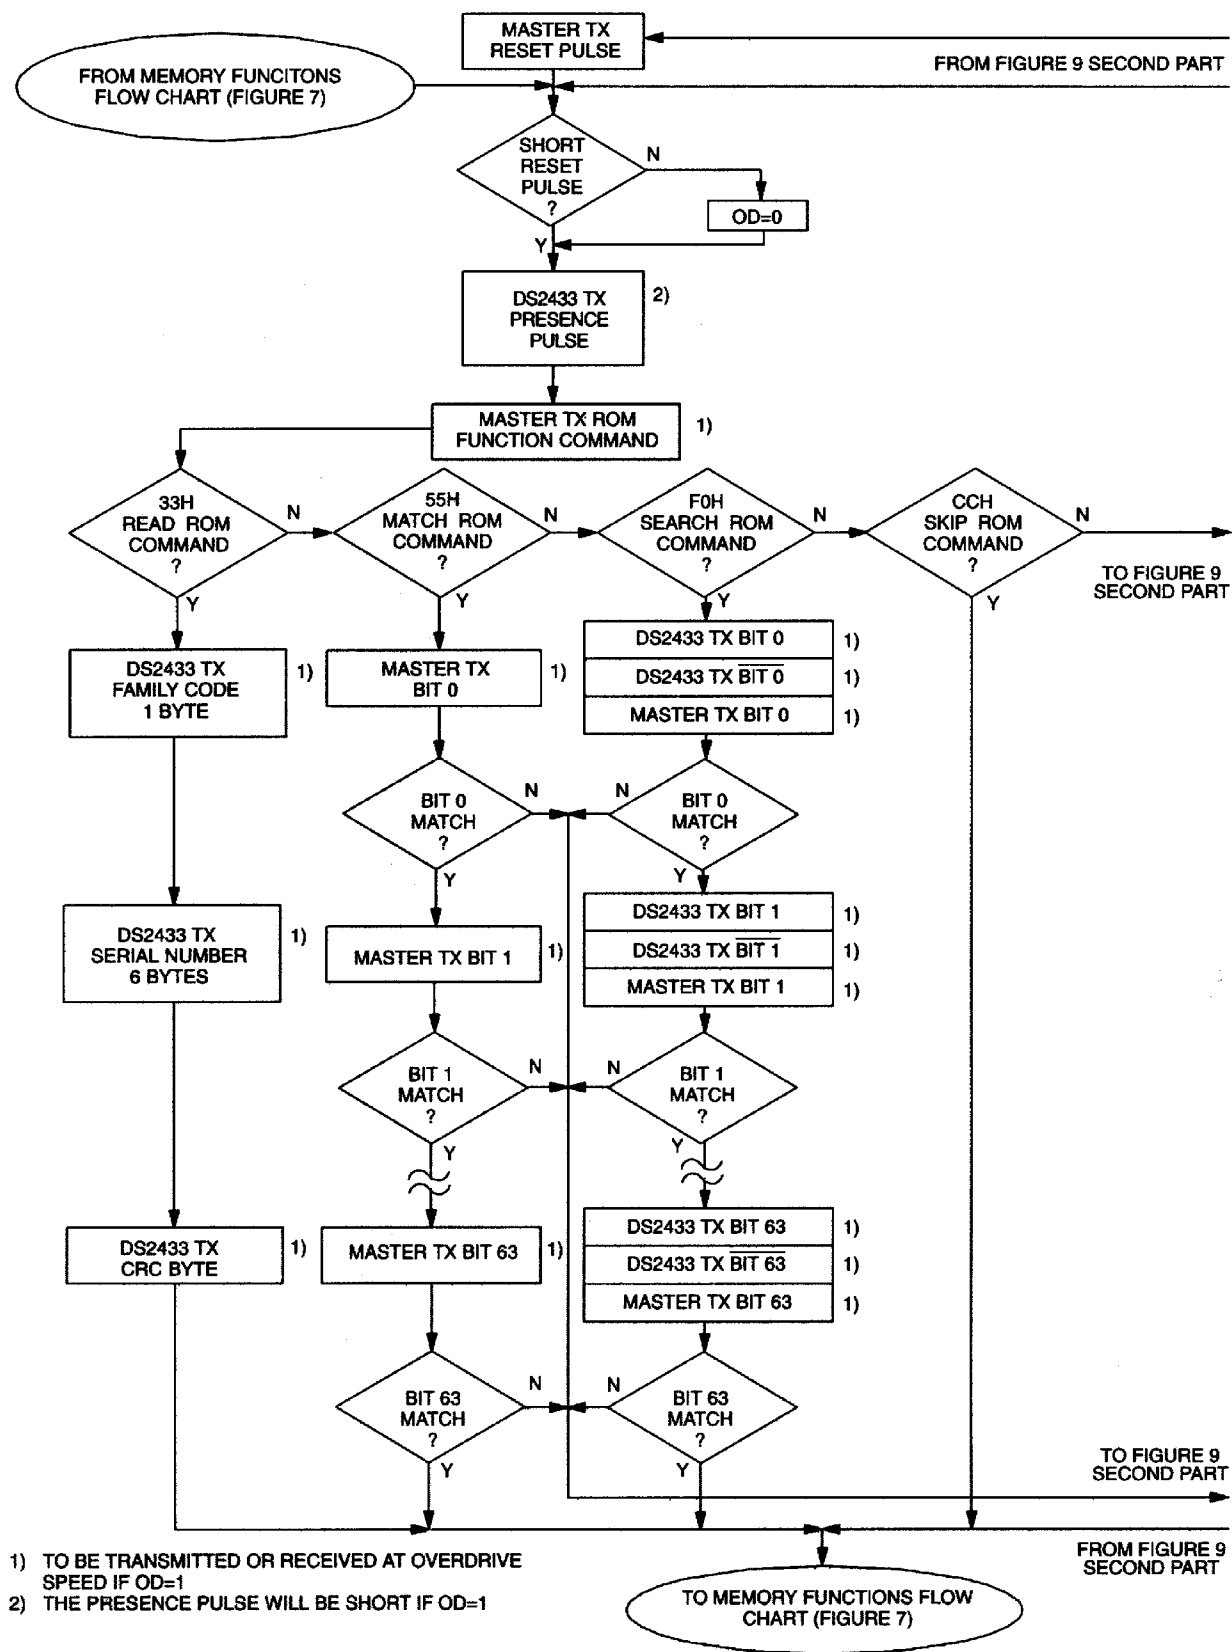 MASTER TX
RESET PULSE
FROM MEMORY FUNCITONS
FLOW CHART (FIGURE 7)
FROM FIGURE 9 SECOND PART
SHORT
RESET
PULSE
?
N
OD=0
Y
DS2433 TX
PRESENCE
PULSE
2)
MASTER TX ROM
FUNCTION COMMAND
1)
33H
READ ROM
COMMAND
?
N
Y
55H
MATCH ROM
COMMAND
?
N
Y
F0H
SEARCH ROM
COMMAND
?
N
Y
CCH
SKIP ROM
COMMAND
?
N
Y
TO FIGURE 9
SECOND PART
DS2433 TX
FAMILY CODE
1 BYTE
1)
MASTER TX
BIT 0
1)
DS2433 TX BIT 0
1)
DS2433 TX B̅I̅T̅ ̅0̅
1)
MASTER TX BIT 0
1)
BIT 0
MATCH
?
N
Y
BIT 0
MATCH
?
N
Y
DS2433 TX
SERIAL NUMBER
6 BYTES
1)
MASTER TX BIT 1
1)
DS2433 TX BIT 1
1)
DS2433 TX B̅I̅T̅ ̅1̅
1)
MASTER TX BIT 1
1)
BIT 1
MATCH
?
N
Y
BIT 1
MATCH
?
N
Y
DS2433 TX
CRC BYTE
1)
MASTER TX BIT 63
1)
DS2433 TX BIT 63
1)
DS2433 TX B̅I̅T̅ ̅6̅3̅
1)
MASTER TX BIT 63
1)
BIT 63
MATCH
?
N
Y
BIT 63
MATCH
?
N
Y
TO FIGURE 9
SECOND PART
FROM FIGURE 9
SECOND PART
1) TO BE TRANSMITTED OR RECEIVED AT OVERDRIVE
SPEED IF OD=1
2) THE PRESENCE PULSE WILL BE SHORT IF OD=1
TO MEMORY FUNCTIONS FLOW
CHART (FIGURE 7)